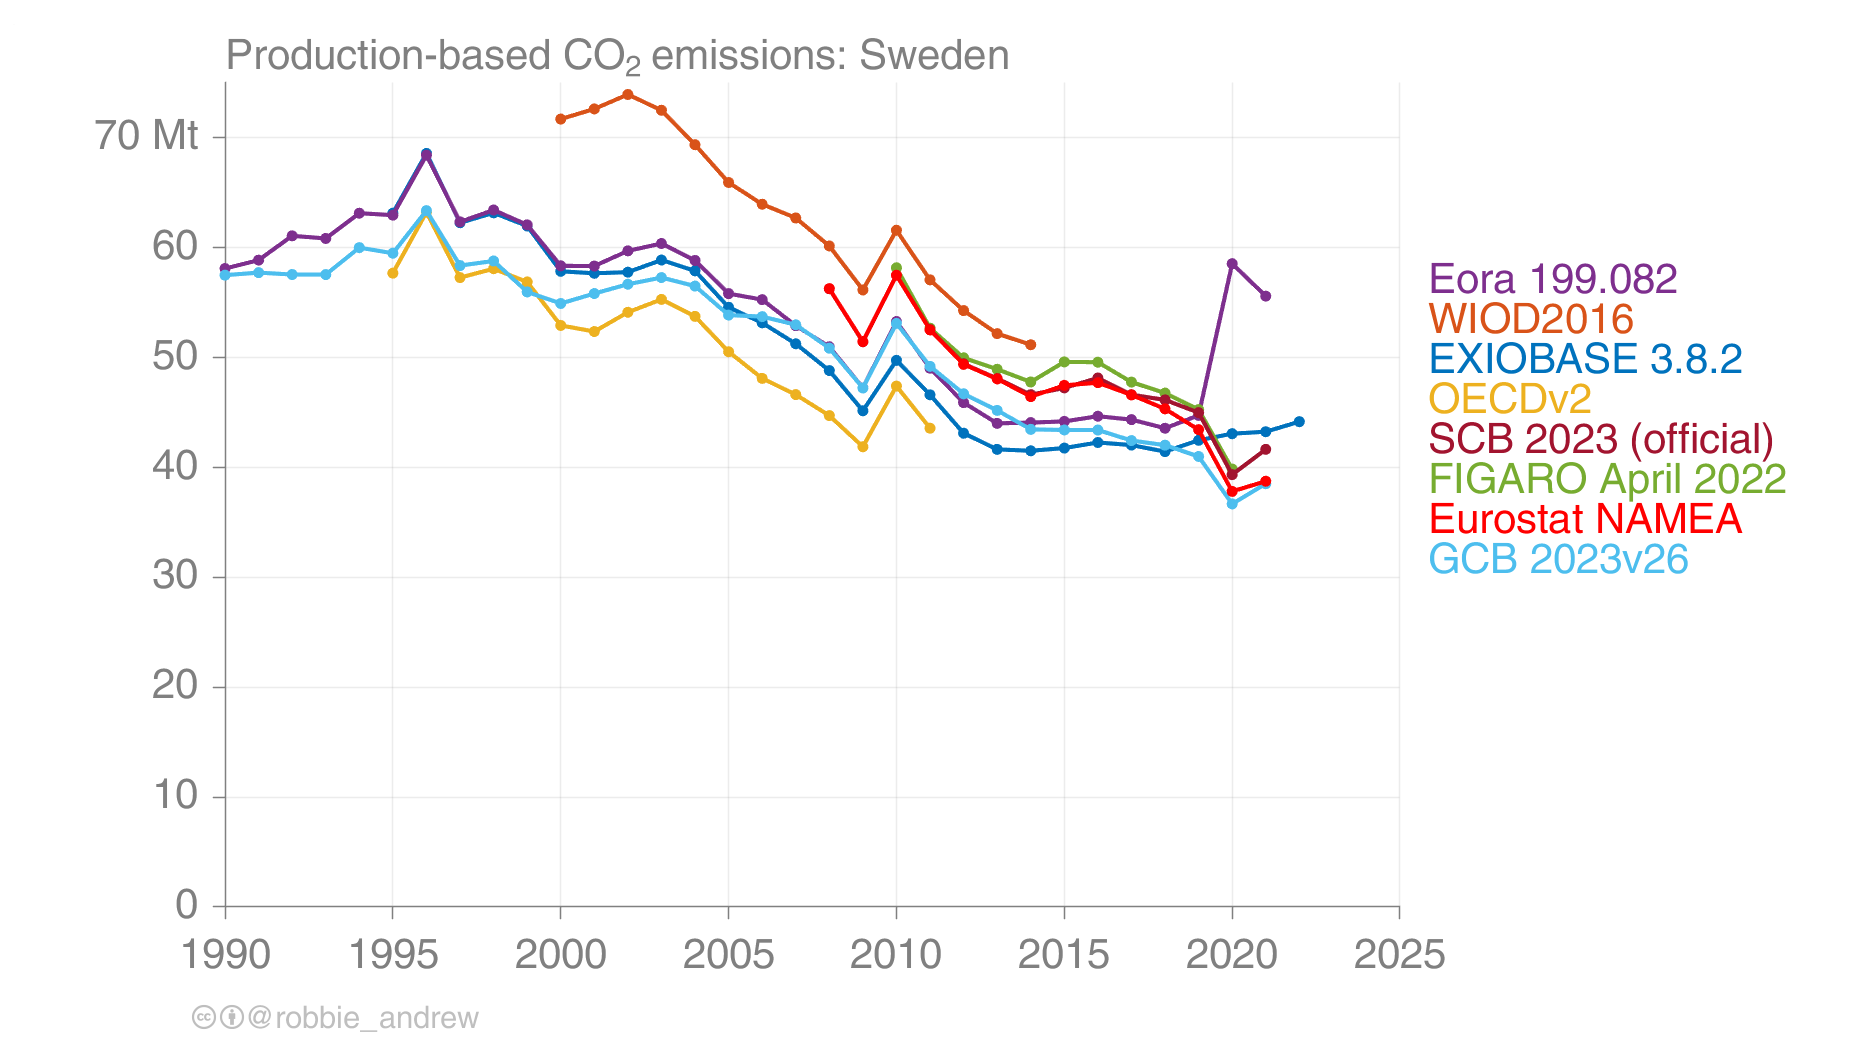 Production-based CO₂ emissions: Sweden
70 Mt
60
50
40
30
20
10
0
1990 1995 2000 2005 2010 2015 2020 2025
Eora 199.082
WIOD2016
EXIOBASE 3.8.2
OECDv2
SCB 2023 (official)
FIGARO April 2022
Eurostat NAMEA
GCB 2023v26
cc @robbie_andrew